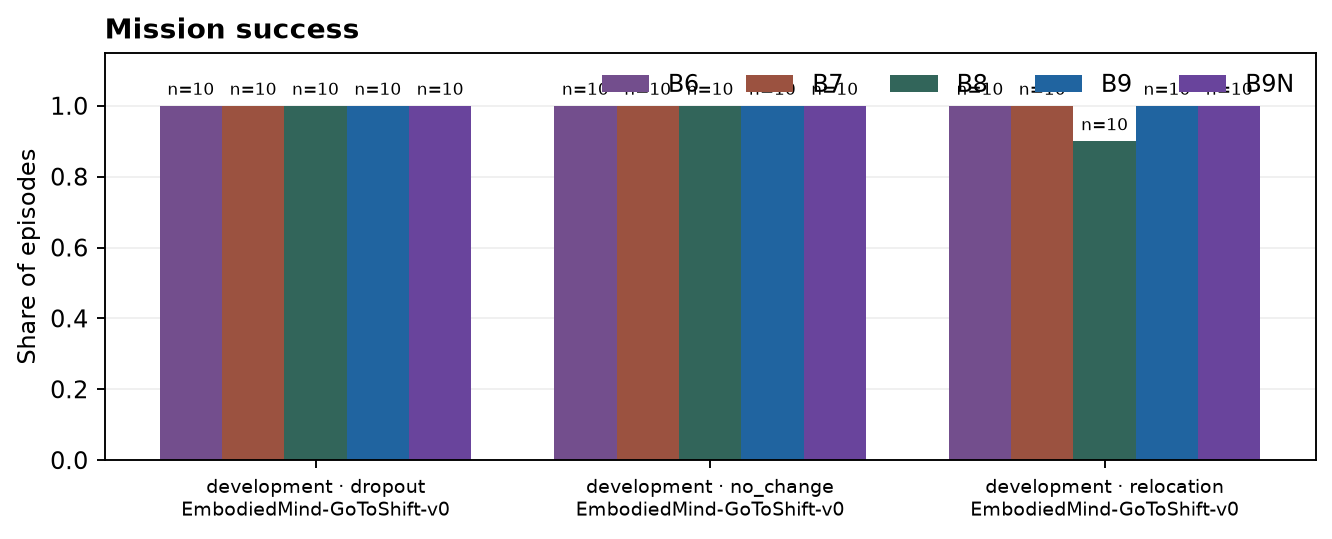 Mission success
n=10 n=10 n=10 n=10 n=10
n=10 n=10 n=10 n=10 n=10
n=10 n=10 n=10 n=10 n=10
B6 B7 B8 B9 B9N
Share of episodes
1.0
0.8
0.6
0.4
0.2
0.0
development · dropout
EmbodiedMind-GoToShift-v0
development · no_change
EmbodiedMind-GoToShift-v0
development · relocation
EmbodiedMind-GoToShift-v0